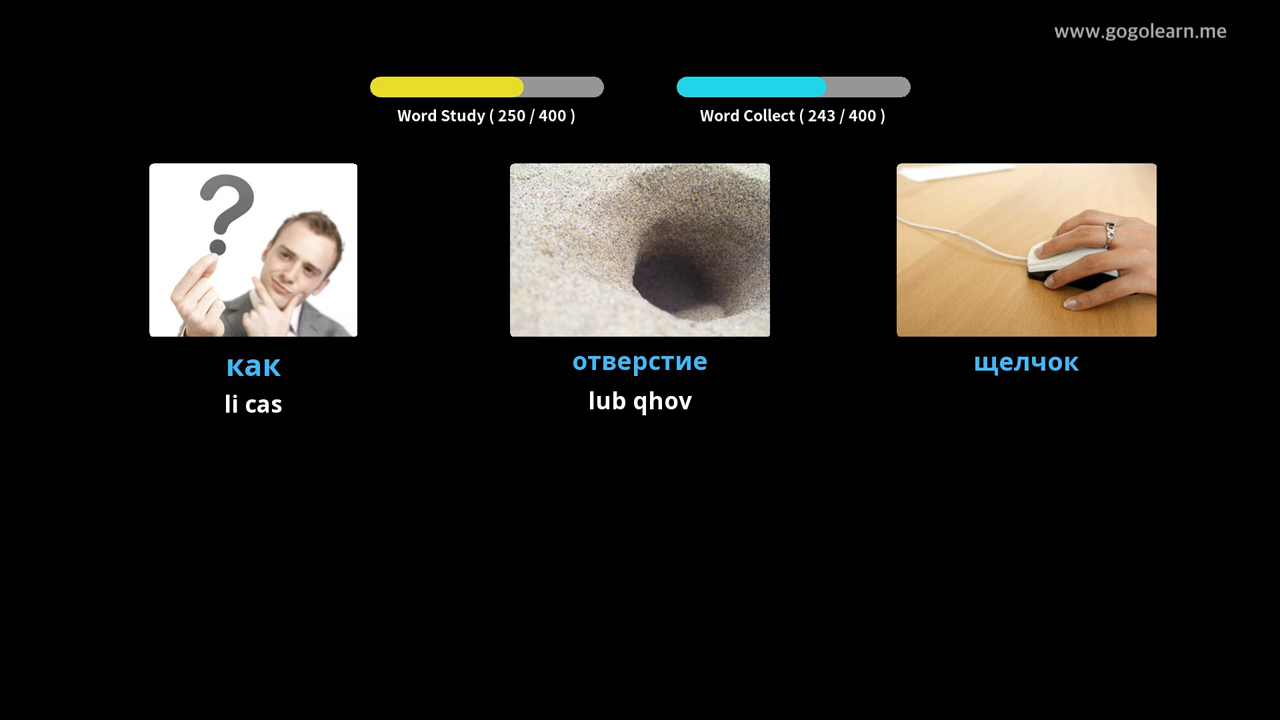 www.gogolearn.me
Word Study ( 250 / 400 )
Word Collect ( 243 / 400 )
?
как
li cas
отверстие
lub qhov
щелчок